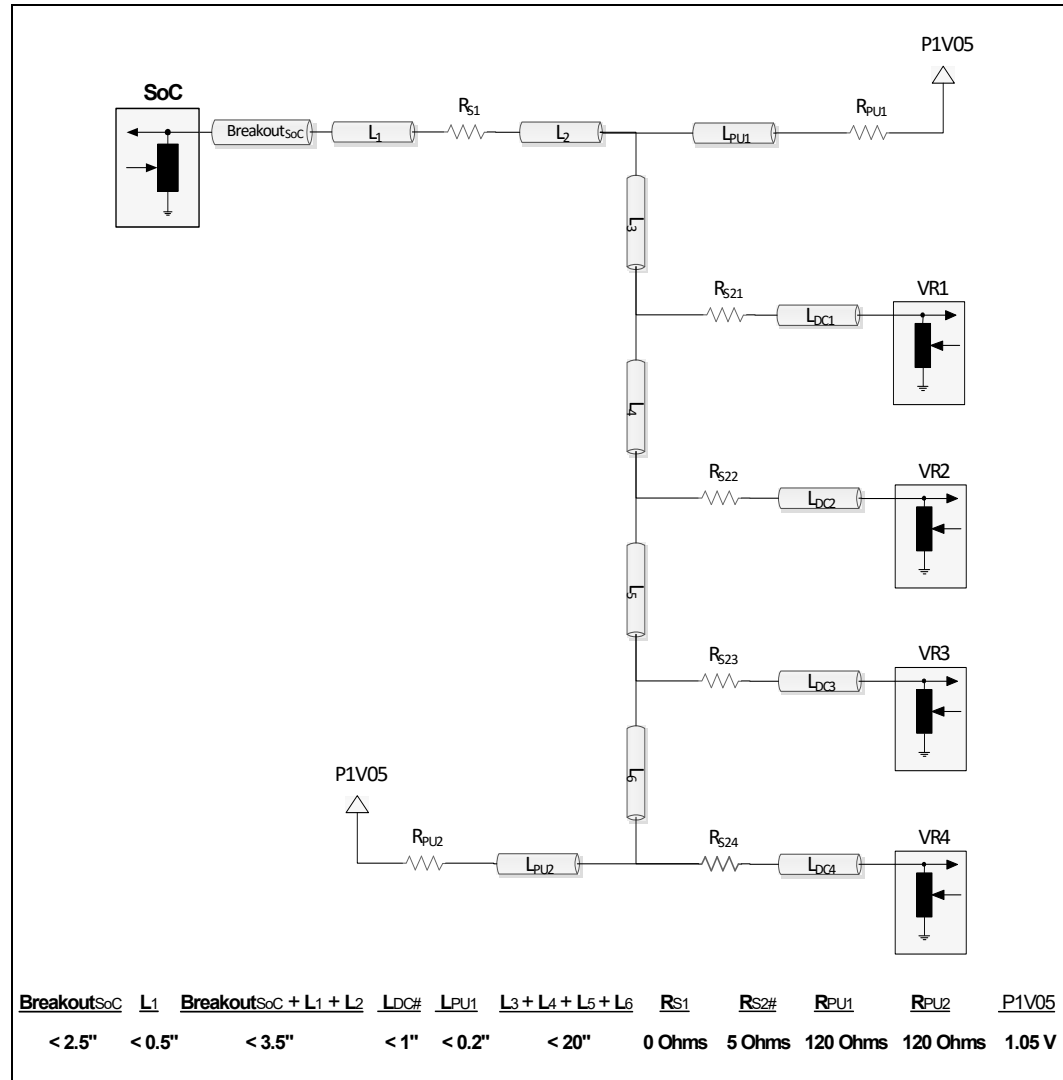 P1V05
SoC
RS1
RPU1
BreakoutSoC
L1
L2
LPU1
L3
RS21
VR1
LDC1
L4
RS22
VR2
LDC2
L5
RS23
VR3
LDC3
L6
P1V05
RPU2
RS24
VR4
LPU2
LDC4
BreakoutSoC L1 BreakoutSoC + L1 + L2 LDC# LPU1 L3 + L4 + L5 + L6 RS1 RS2# RPU1 RPU2 P1V05
< 2.5" < 0.5" < 3.5" < 1" < 0.2" < 20" 0 Ohms 5 Ohms 120 Ohms 120 Ohms 1.05 V